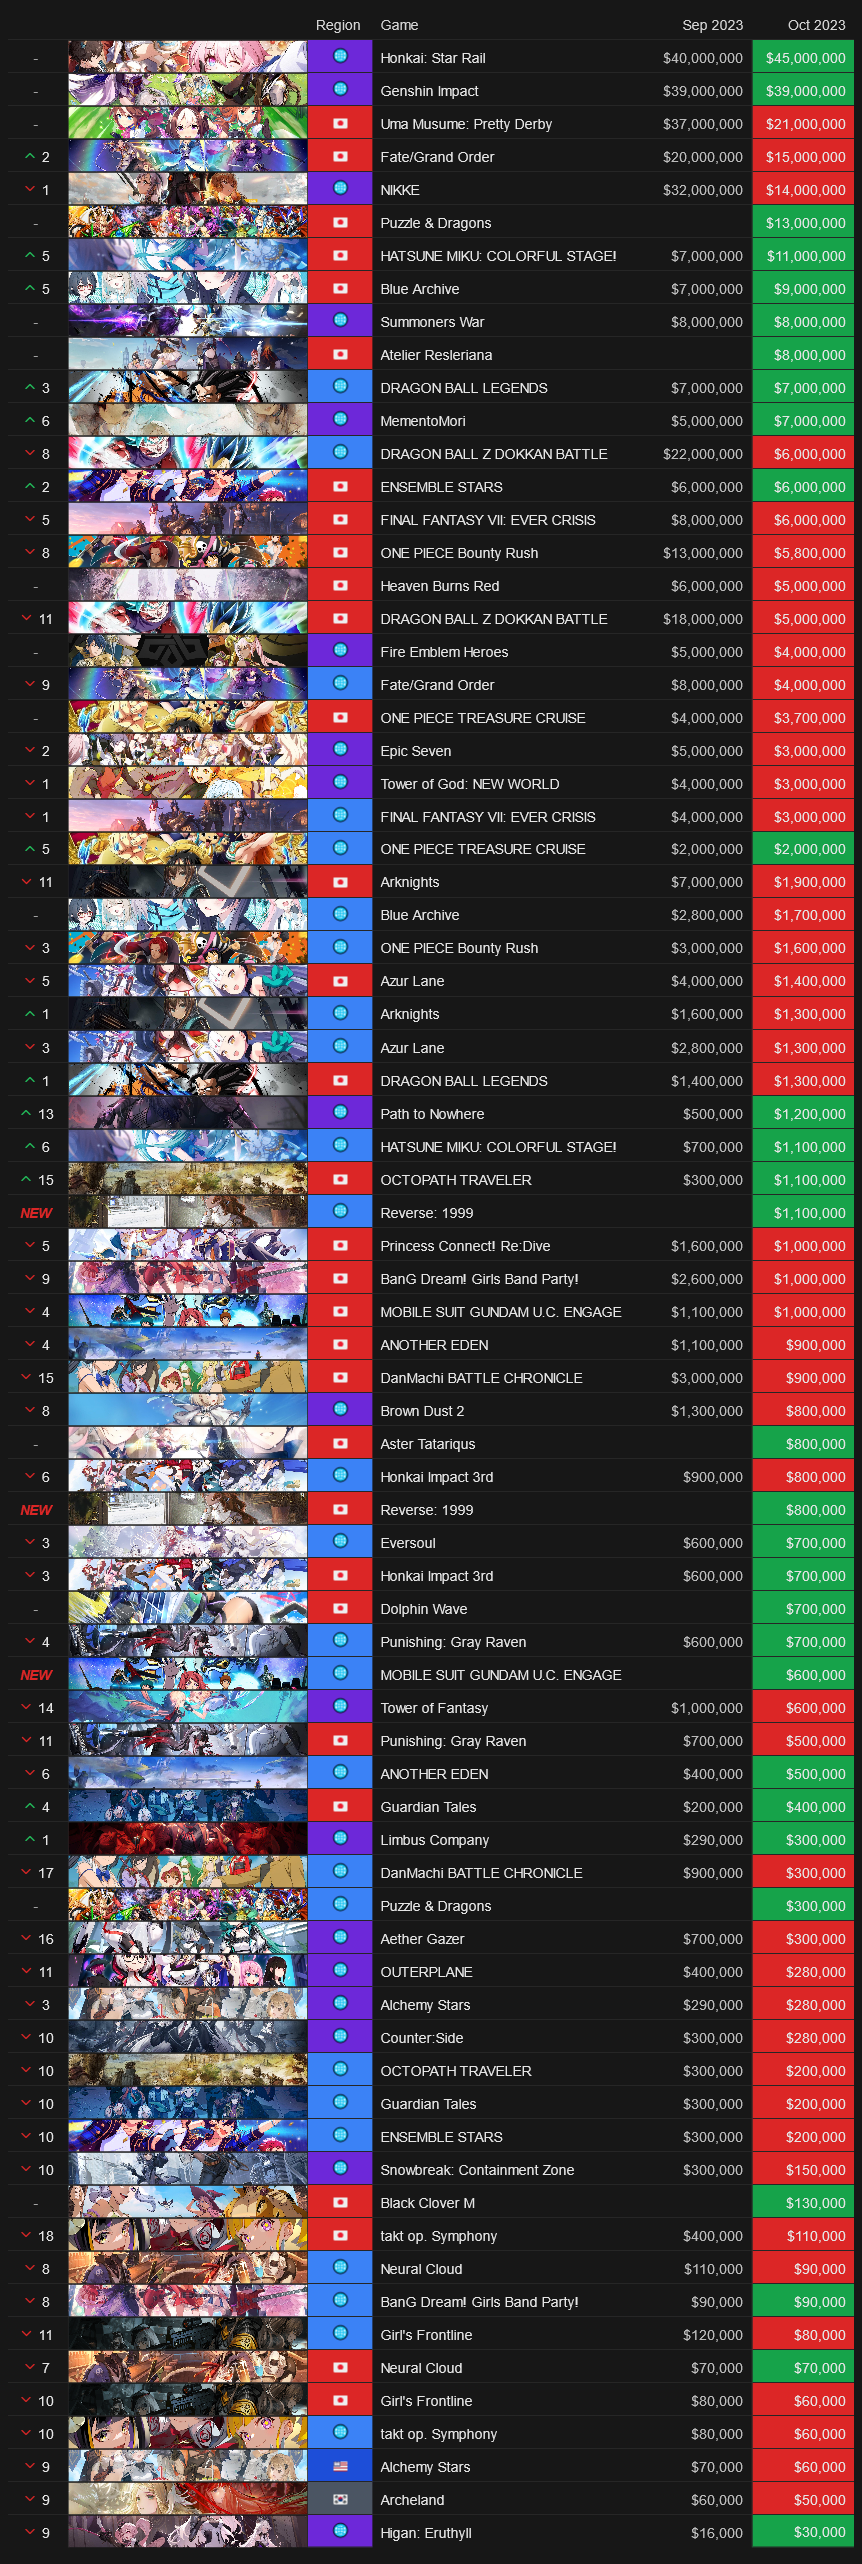 Region Game Sep 2023 Oct 2023
- Honkai: Star Rail $40,000,000 $45,000,000
- Genshin Impact $39,000,000 $39,000,000
- Uma Musume: Pretty Derby $37,000,000 $21,000,000
2 Fate/Grand Order $20,000,000 $15,000,000
1 NIKKE $32,000,000 $14,000,000
- Puzzle & Dragons $13,000,000
5 HATSUNE MIKU: COLORFUL STAGE! $7,000,000 $11,000,000
5 Blue Archive $7,000,000 $9,000,000
- Summoners War $8,000,000 $8,000,000
- Atelier Resleriana $8,000,000
3 DRAGON BALL LEGENDS $7,000,000 $7,000,000
6 MementoMori $5,000,000 $7,000,000
8 DRAGON BALL Z DOKKAN BATTLE $22,000,000 $6,000,000
2 ENSEMBLE STARS $6,000,000 $6,000,000
5 FINAL FANTASY VII: EVER CRISIS $8,000,000 $6,000,000
8 ONE PIECE Bounty Rush $13,000,000 $5,800,000
- Heaven Burns Red $6,000,000 $5,000,000
11 DRAGON BALL Z DOKKAN BATTLE $18,000,000 $5,000,000
- Fire Emblem Heroes $5,000,000 $4,000,000
9 Fate/Grand Order $8,000,000 $4,000,000
- ONE PIECE TREASURE CRUISE $4,000,000 $3,700,000
2 Epic Seven $5,000,000 $3,000,000
1 Tower of God: NEW WORLD $4,000,000 $3,000,000
1 FINAL FANTASY VII: EVER CRISIS $4,000,000 $3,000,000
5 ONE PIECE TREASURE CRUISE $2,000,000 $2,000,000
11 Arknights $7,000,000 $1,900,000
- Blue Archive $2,800,000 $1,700,000
3 ONE PIECE Bounty Rush $3,000,000 $1,600,000
5 Azur Lane $4,000,000 $1,400,000
1 Arknights $1,600,000 $1,300,000
3 Azur Lane $2,800,000 $1,300,000
1 DRAGON BALL LEGENDS $1,400,000 $1,300,000
13 Path to Nowhere $500,000 $1,200,000
6 HATSUNE MIKU: COLORFUL STAGE! $700,000 $1,100,000
15 OCTOPATH TRAVELER $300,000 $1,100,000
NEW Reverse: 1999 $1,100,000
5 Princess Connect! Re:Dive $1,600,000 $1,000,000
9 BanG Dream! Girls Band Party! $2,600,000 $1,000,000
4 MOBILE SUIT GUNDAM U.C. ENGAGE $1,100,000 $1,000,000
4 ANOTHER EDEN $1,100,000 $900,000
15 DanMachi BATTLE CHRONICLE $3,000,000 $900,000
8 Brown Dust 2 $1,300,000 $800,000
- Aster Tatariqus $800,000
6 Honkai Impact 3rd $900,000 $800,000
NEW Reverse: 1999 $800,000
3 Eversoul $600,000 $700,000
3 Honkai Impact 3rd $600,000 $700,000
- Dolphin Wave $700,000
4 Punishing: Gray Raven $600,000 $700,000
NEW MOBILE SUIT GUNDAM U.C. ENGAGE $600,000
14 Tower of Fantasy $1,000,000 $600,000
11 Punishing: Gray Raven $700,000 $500,000
6 ANOTHER EDEN $400,000 $500,000
4 Guardian Tales $200,000 $400,000
1 Limbus Company $290,000 $300,000
17 DanMachi BATTLE CHRONICLE $900,000 $300,000
- Puzzle & Dragons $300,000
16 Aether Gazer $700,000 $300,000
11 OUTERPLANE $400,000 $280,000
3 Alchemy Stars $290,000 $280,000
10 Counter:Side $300,000 $280,000
10 OCTOPATH TRAVELER $300,000 $200,000
10 Guardian Tales $300,000 $200,000
10 ENSEMBLE STARS $300,000 $200,000
10 Snowbreak: Containment Zone $300,000 $150,000
- Black Clover M $130,000
18 takt op. Symphony $400,000 $110,000
8 Neural Cloud $110,000 $90,000
8 BanG Dream! Girls Band Party! $90,000 $90,000
11 Girl's Frontline $120,000 $80,000
7 Neural Cloud $70,000 $70,000
10 Girl's Frontline $80,000 $60,000
10 takt op. Symphony $80,000 $60,000
9 Alchemy Stars $70,000 $60,000
9 Archeland $60,000 $50,000
9 Higan: Eruthyll $16,000 $30,000